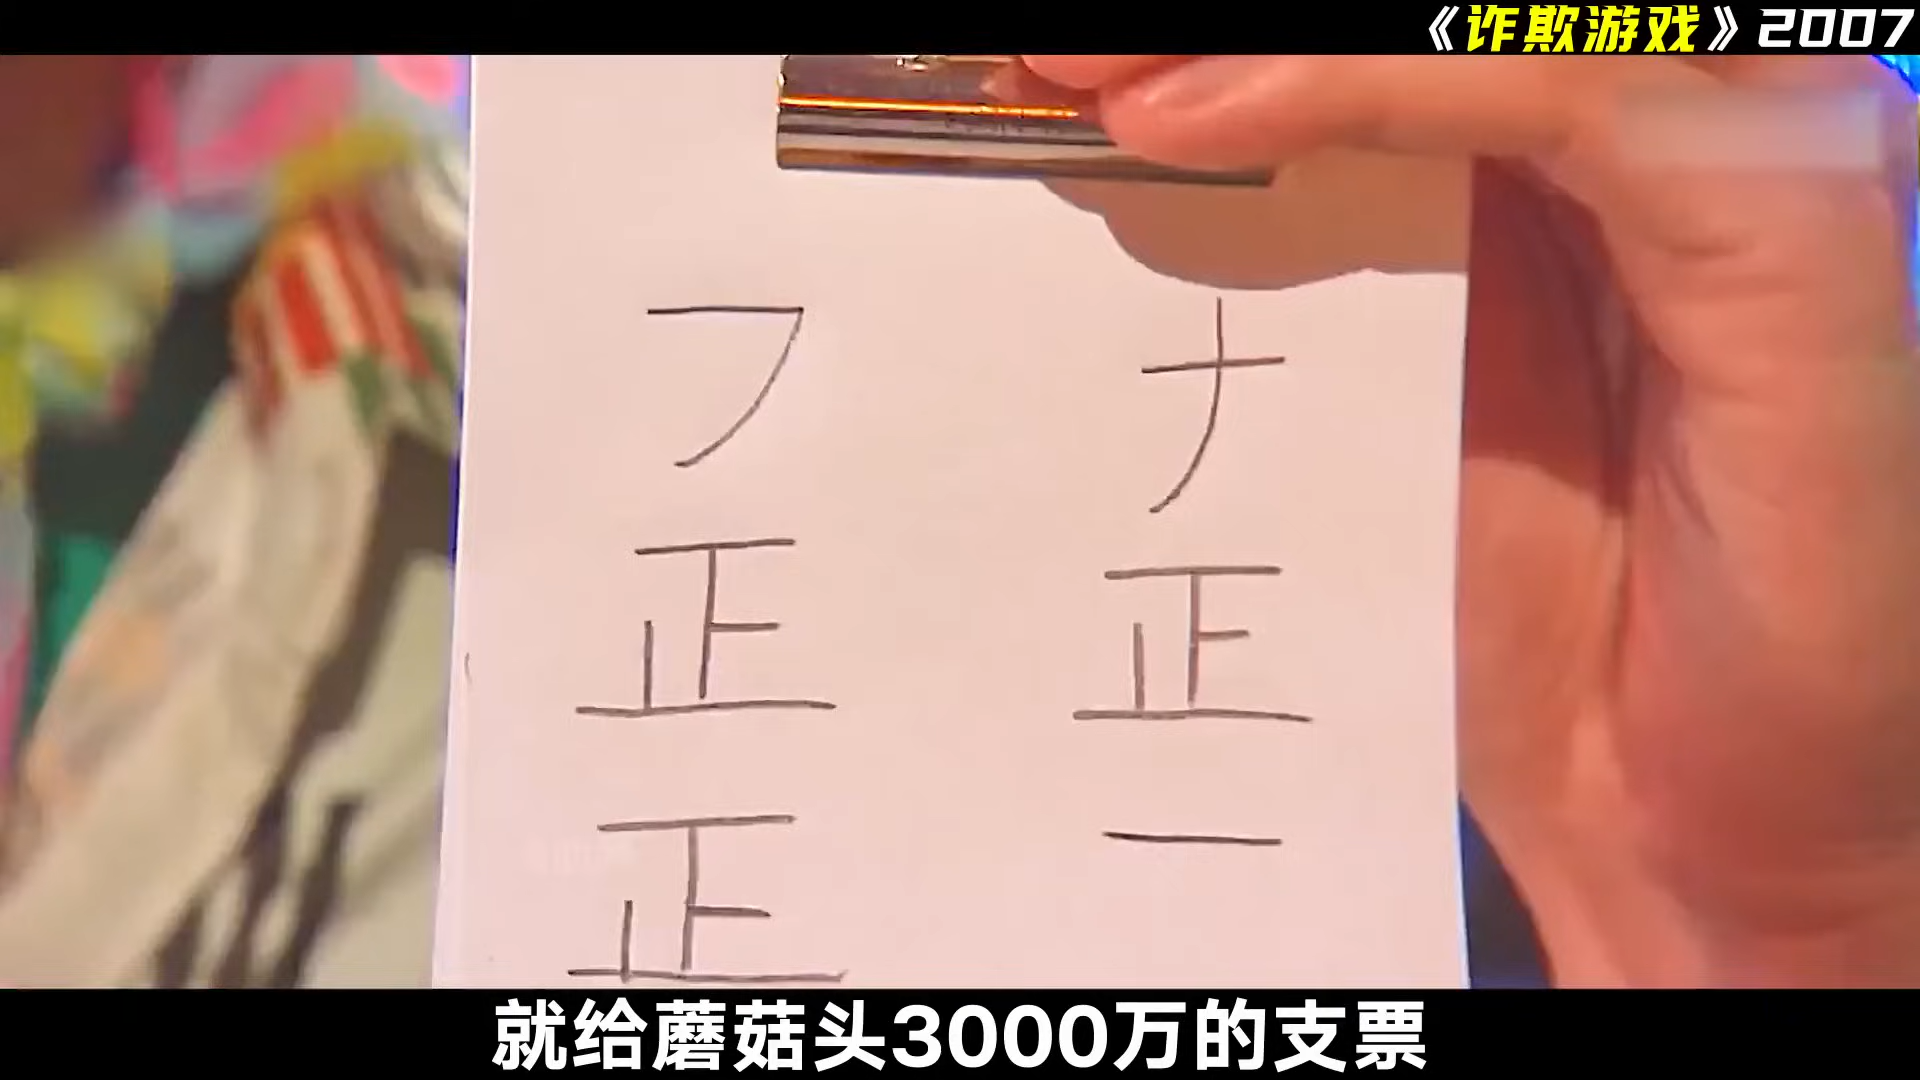 《诈欺游戏》2007
フ ナ
正 正
正 一
就给蘑菇头3000万的支票